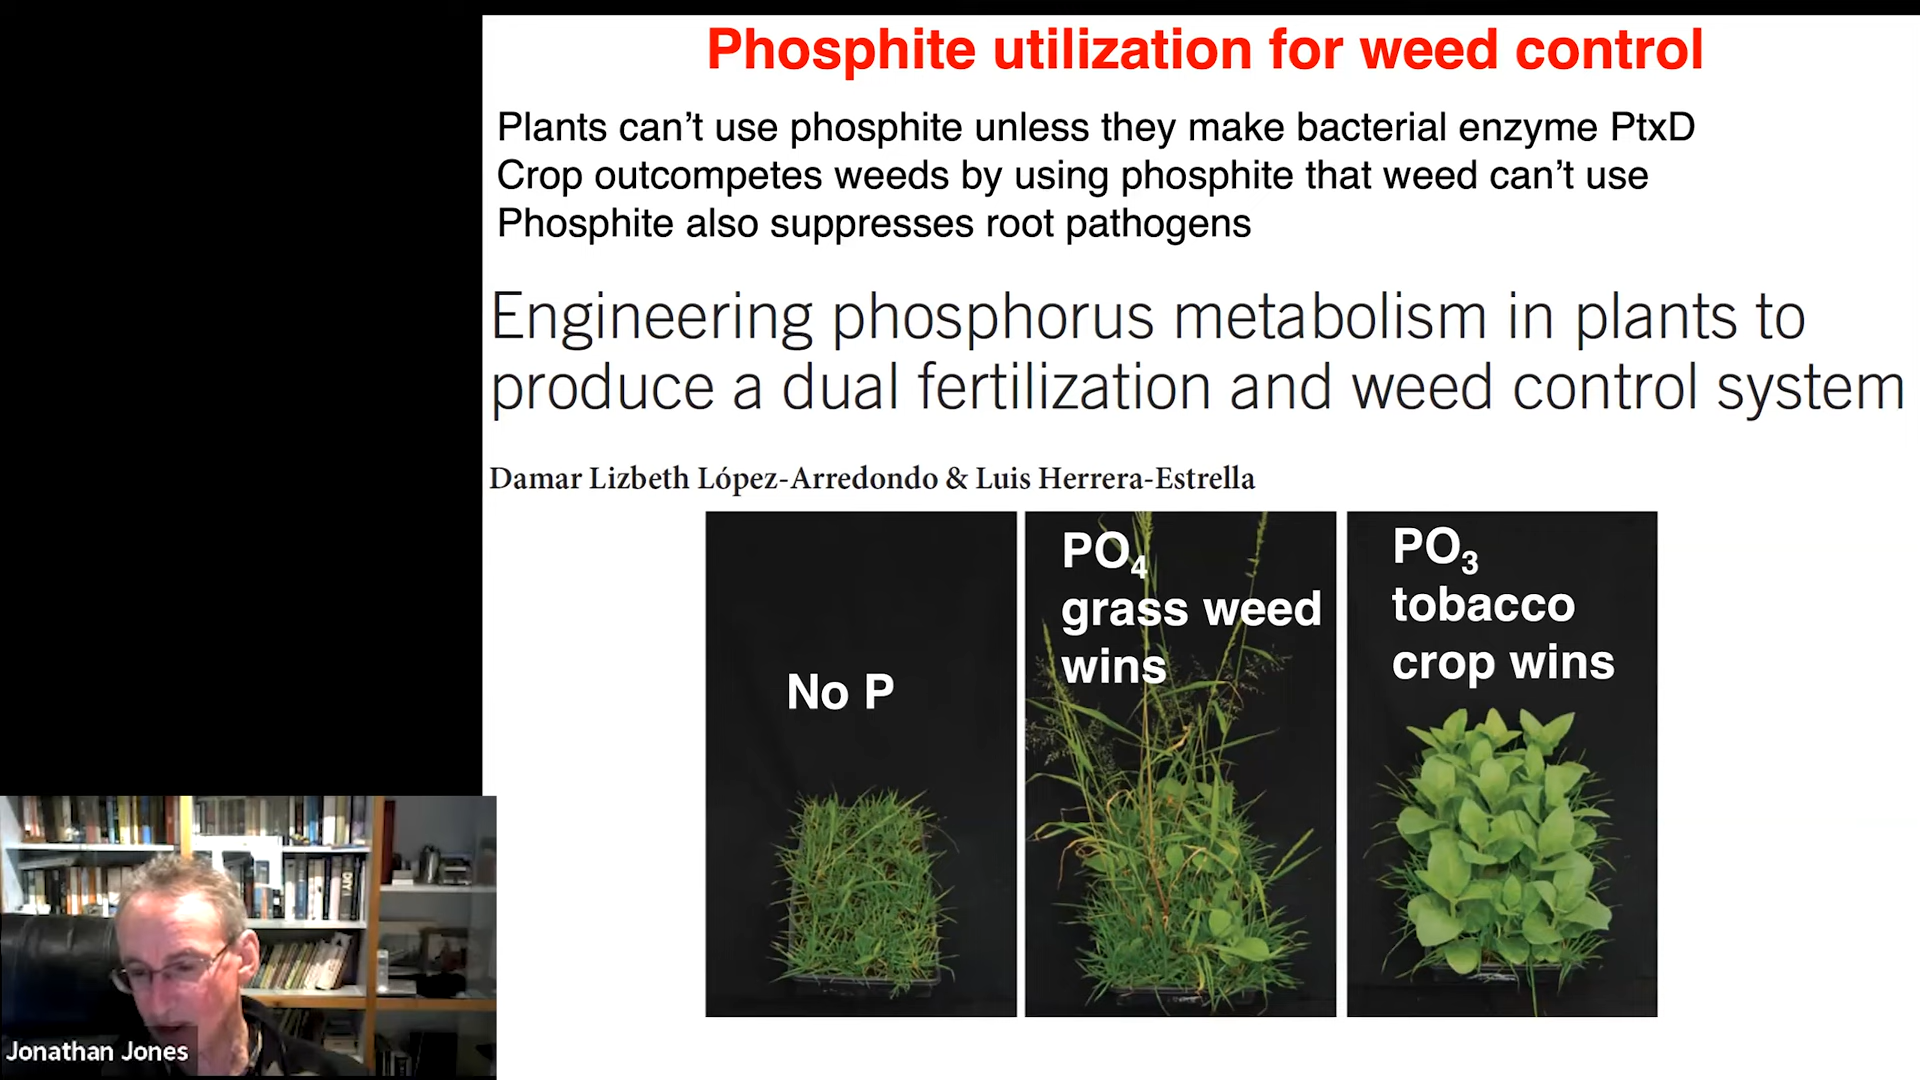 Phosphite utilization for weed control
Plants can’t use phosphite unless they make bacterial enzyme PtxD
Crop outcompetes weeds by using phosphite that weed can’t use
Phosphite also suppresses root pathogens
Engineering phosphorus metabolism in plants to
produce a dual fertilization and weed control system
Damar Lizbeth López-Arredondo & Luis Herrera-Estrella
No P
PO₄
grass weed
wins
PO₃
tobacco
crop wins
DIY
Jonathan Jones